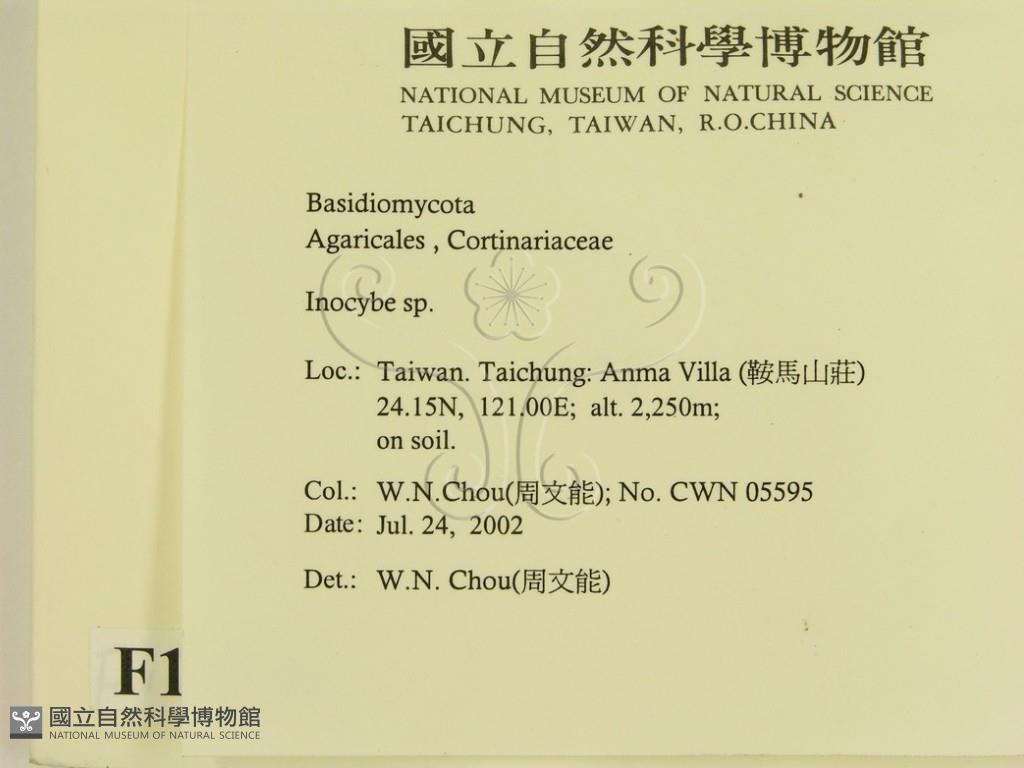 國立自然科學博物館
NATIONAL MUSEUM OF NATURAL SCIENCE
TAICHUNG, TAIWAN, R.O.CHINA
Basidiomycota
Agaricales , Cortinariaceae
Inocybe sp.
Loc.: Taiwan. Taichung: Anma Villa (鞍馬山莊)
24.15N, 121.00E; alt. 2,250m;
on soil.
Col.: W.N.Chou(周文能); No. CWN 05595
Date: Jul. 24, 2002
Det.: W.N. Chou(周文能)
F1
國立自然科學博物館
NATIONAL MUSEUM OF NATURAL SCIENCE